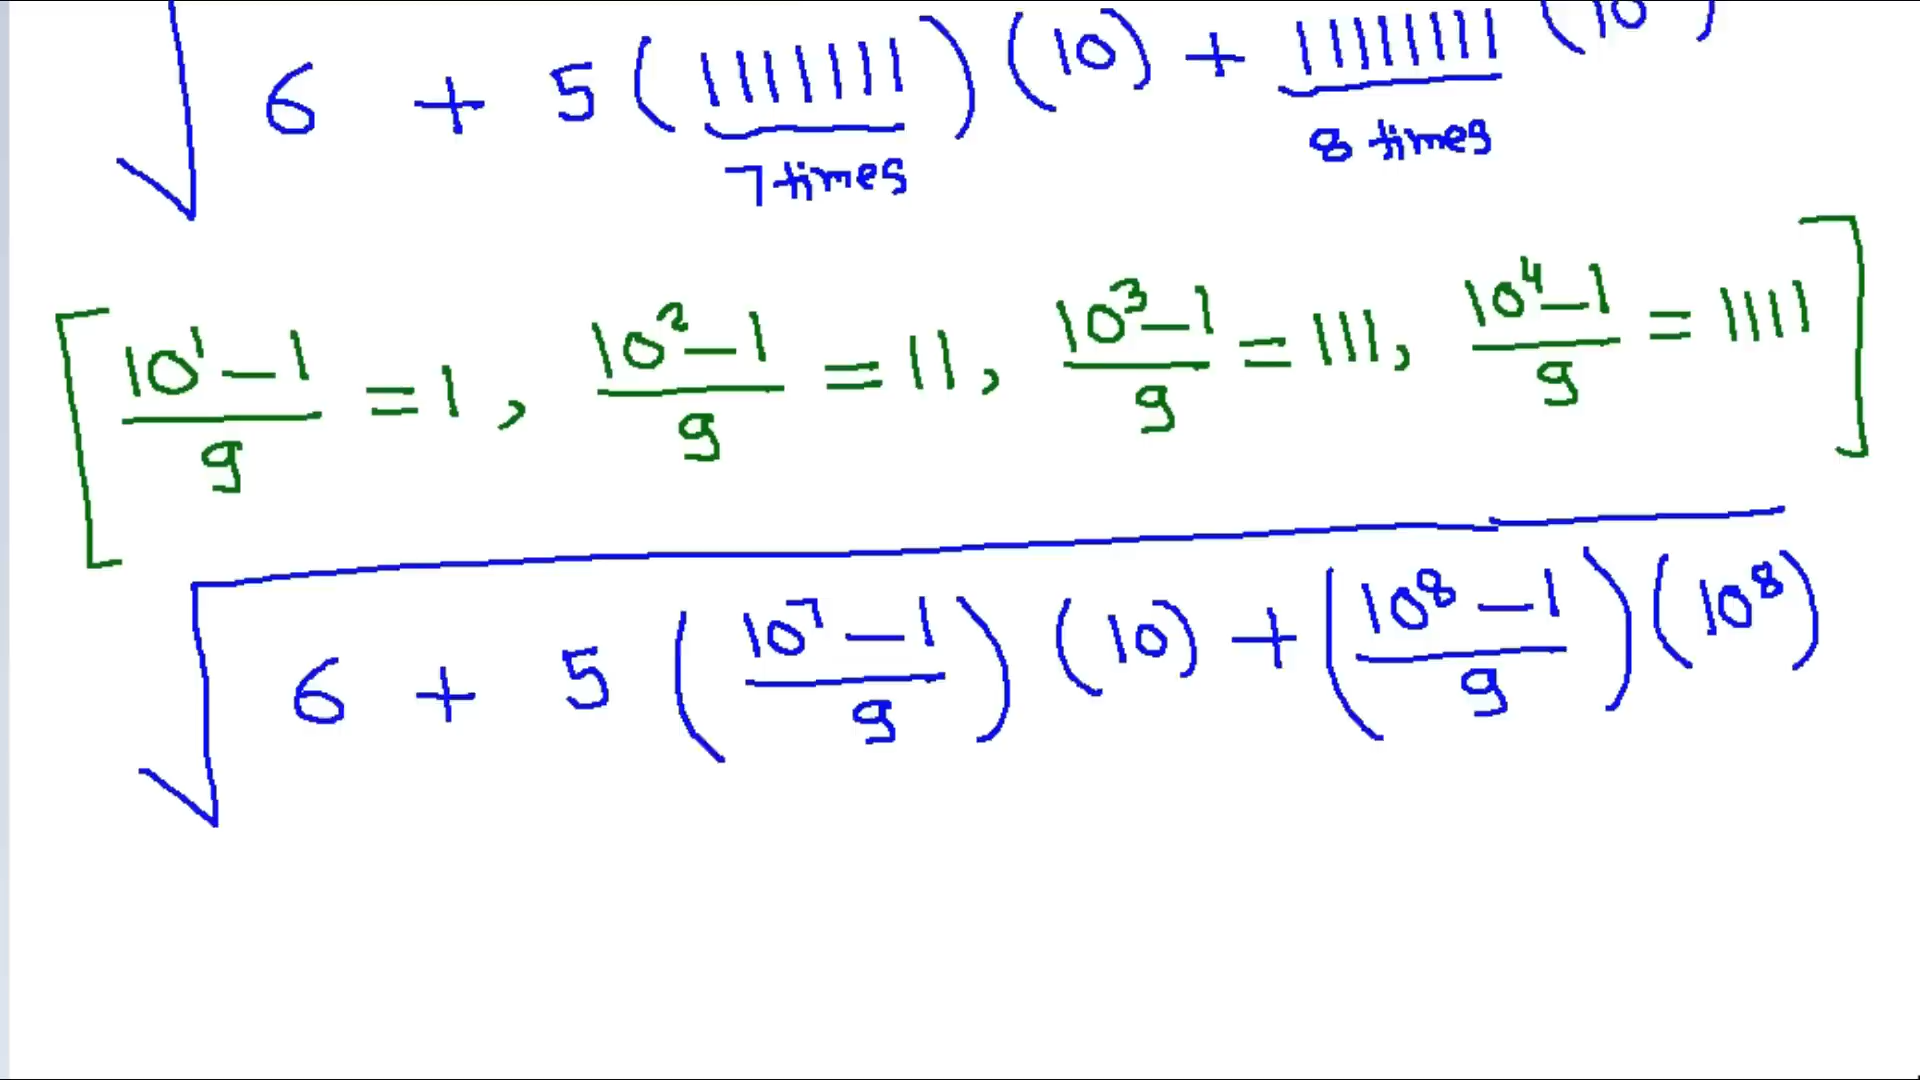 √ 6 + 5 (1111111) (10) + 11111111 (10
7 times 8 times
[ (10¹ - 1)/9 = 1, (10² - 1)/9 = 11, (10³ - 1)/9 = 111, (10⁴ - 1)/9 = 1111 ]
√ 6 + 5 ((10⁷ - 1)/9) (10) + ((10⁸ - 1)/9) (10⁸)